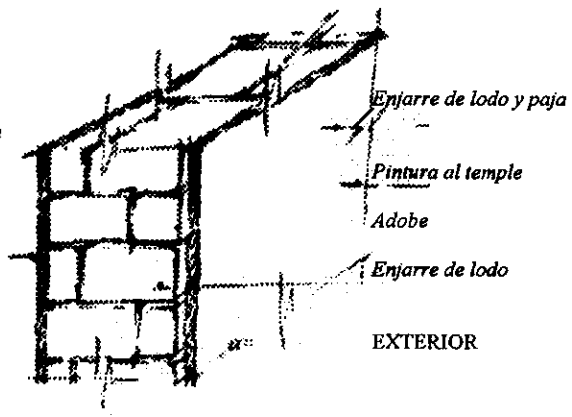 Enjarre de lodo y paja
Pintura al temple
Adobe
Enjarre de lodo
EXTERIOR